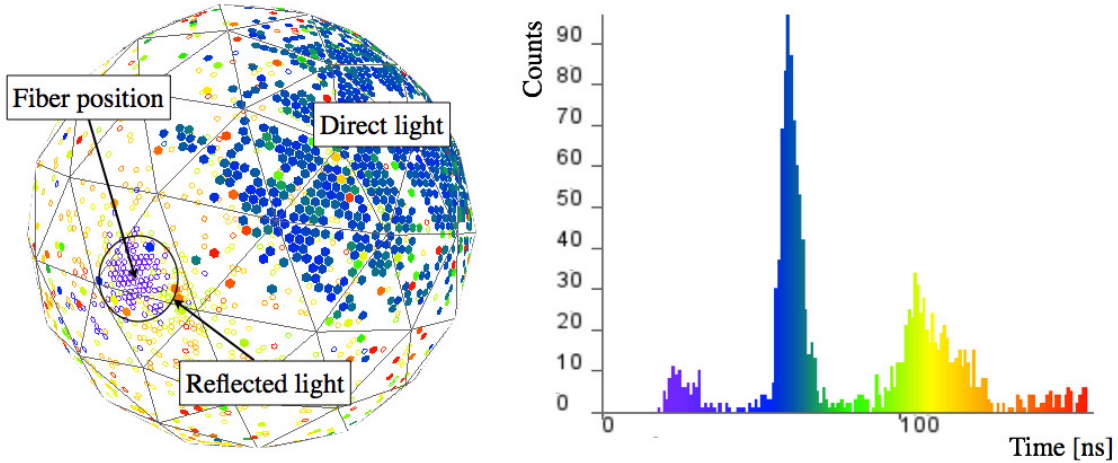 Fiber position
Direct light
Reflected light
Counts
90
80
70
60
50
40
30
20
10
0
0
100
Time [ns]